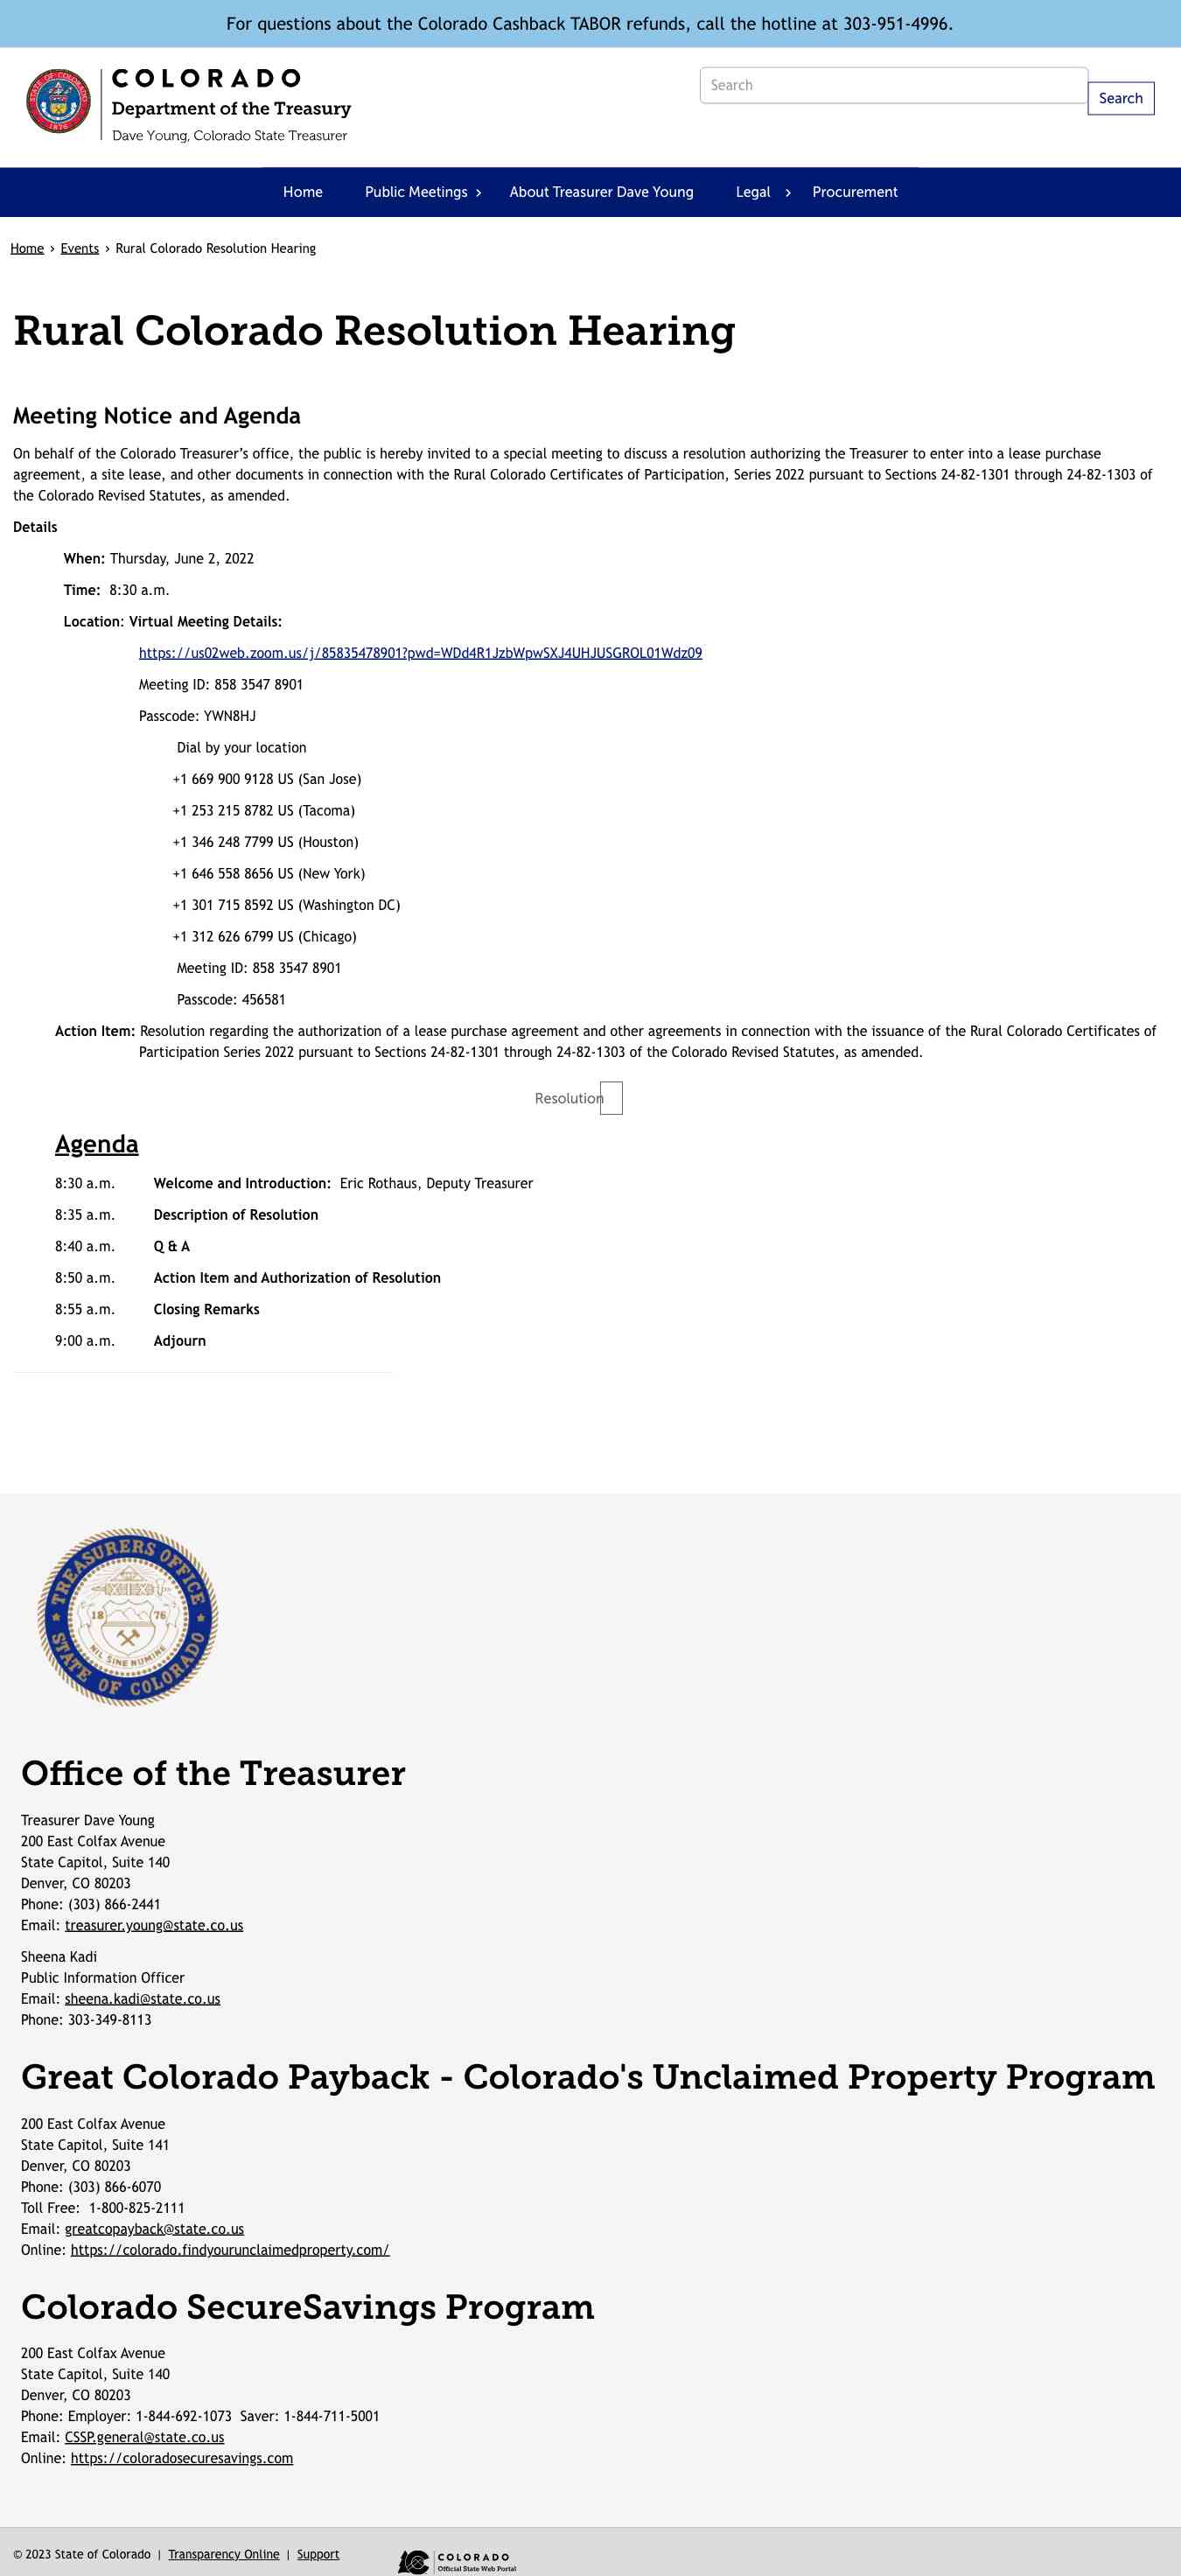 For questions about the Colorado Cashback TABOR refunds, call the hotline at 303-951-4996.
STATE OF COLORADO
1876
COLORADO
Department of the Treasury
Dave Young, Colorado State Treasurer
Search
Search
Home Public Meetings › About Treasurer Dave Young Legal › Procurement
Home › Events › Rural Colorado Resolution Hearing
Rural Colorado Resolution Hearing
Meeting Notice and Agenda
On behalf of the Colorado Treasurer’s office, the public is hereby invited to a special meeting to discuss a resolution authorizing the Treasurer to enter into a lease purchase
agreement, a site lease, and other documents in connection with the Rural Colorado Certificates of Participation, Series 2022 pursuant to Sections 24-82-1301 through 24-82-1303 of
the Colorado Revised Statutes, as amended.
Details
When: Thursday, June 2, 2022
Time: 8:30 a.m.
Location: Virtual Meeting Details:
https://us02web.zoom.us/j/85835478901?pwd=WDd4R1JzbWpwSXJ4UHJUSGROL01Wdz09
Meeting ID: 858 3547 8901
Passcode: YWN8HJ
Dial by your location
+1 669 900 9128 US (San Jose)
+1 253 215 8782 US (Tacoma)
+1 346 248 7799 US (Houston)
+1 646 558 8656 US (New York)
+1 301 715 8592 US (Washington DC)
+1 312 626 6799 US (Chicago)
Meeting ID: 858 3547 8901
Passcode: 456581
Action Item: Resolution regarding the authorization of a lease purchase agreement and other agreements in connection with the issuance of the Rural Colorado Certificates of
Participation Series 2022 pursuant to Sections 24-82-1301 through 24-82-1303 of the Colorado Revised Statutes, as amended.
Resolution
Agenda
8:30 a.m. Welcome and Introduction: Eric Rothaus, Deputy Treasurer
8:35 a.m. Description of Resolution
8:40 a.m. Q & A
8:50 a.m. Action Item and Authorization of Resolution
8:55 a.m. Closing Remarks
9:00 a.m. Adjourn
TREASURERS OFFICE
1876
NIL SINE NUMINE
STATE OF COLORADO
Office of the Treasurer
Treasurer Dave Young
200 East Colfax Avenue
State Capitol, Suite 140
Denver, CO 80203
Phone: (303) 866-2441
Email: treasurer.young@state.co.us
Sheena Kadi
Public Information Officer
Email: sheena.kadi@state.co.us
Phone: 303-349-8113
Great Colorado Payback - Colorado's Unclaimed Property Program
200 East Colfax Avenue
State Capitol, Suite 141
Denver, CO 80203
Phone: (303) 866-6070
Toll Free: 1-800-825-2111
Email: greatcopayback@state.co.us
Online: https://colorado.findyourunclaimedproperty.com/
Colorado SecureSavings Program
200 East Colfax Avenue
State Capitol, Suite 140
Denver, CO 80203
Phone: Employer: 1-844-692-1073 Saver: 1-844-711-5001
Email: CSSP.general@state.co.us
Online: https://coloradosecuresavings.com
© 2023 State of Colorado | Transparency Online | Support
COLORADO
Official State Web Portal